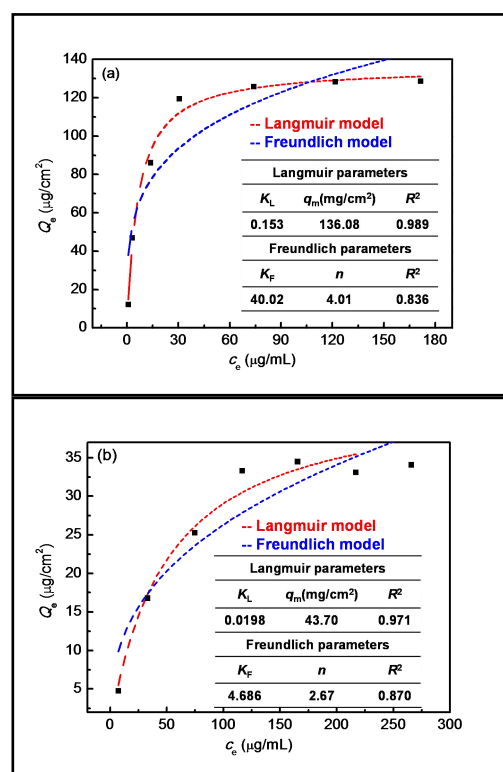 (a)
140
120
100
80
60
40
20
0
Qe (μg/cm²)
Langmuir model
Freundlich model
Langmuir parameters
KL qm(mg/cm²) R²
0.153 136.08 0.989
Freundlich parameters
KF n R²
40.02 4.01 0.836
0 30 60 90 120 150 180
ce (μg/mL)
(b)
35
30
25
20
15
10
5
Qe (μg/cm²)
Langmuir model
Freundlich model
Langmuir parameters
KL qm(mg/cm²) R²
0.0198 43.70 0.971
Freundlich parameters
KF n R²
4.686 2.67 0.870
0 50 100 150 200 250 300
ce (μg/mL)